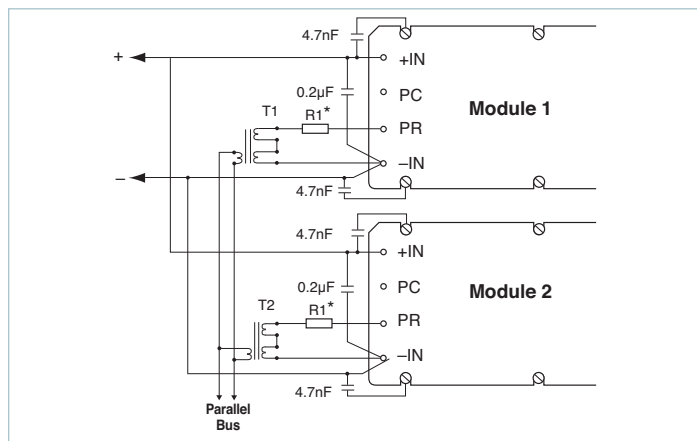 4.7nF
+IN
+
0.2µF
PC
Module 1
T1
R1*
PR
–IN
–
4.7nF
4.7nF
+IN
0.2µF
PC
Module 2
T2
R1*
PR
–IN
4.7nF
Parallel
Bus